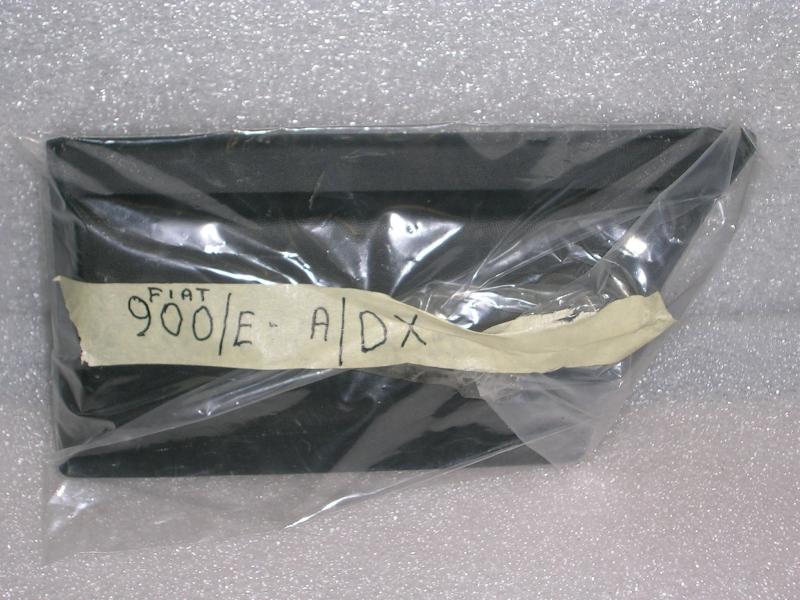 FIAT
900/E - A/DX